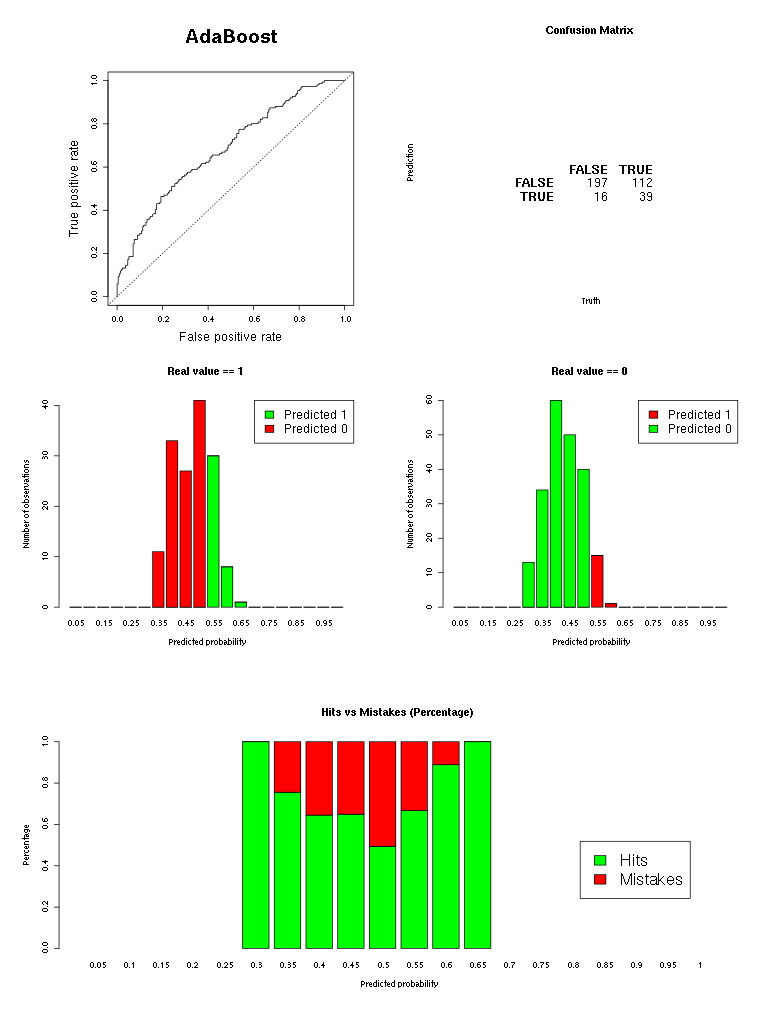 AdaBoost
True positive rate
0.0 0.2 0.4 0.6 0.8 1.0
0.0 0.2 0.4 0.6 0.8 1.0
False positive rate
Confusion Matrix
Prediction
FALSE TRUE
FALSE 197 112
TRUE 16 39
Truth
Real value == 1
Number of observations
0 10 20 30 40
Predicted 1
Predicted 0
0.05 0.15 0.25 0.35 0.45 0.55 0.65 0.75 0.85 0.95
Predicted probability
Real value == 0
Number of observations
0 10 20 30 40 50 60
Predicted 1
Predicted 0
0.05 0.15 0.25 0.35 0.45 0.55 0.65 0.75 0.85 0.95
Predicted probability
Hits vs Mistakes (Percentage)
Percentage
0.0 0.2 0.4 0.6 0.8 1.0
Hits
Mistakes
0.05 0.1 0.15 0.2 0.25 0.3 0.35 0.4 0.45 0.5 0.55 0.6 0.65 0.7 0.75 0.8 0.85 0.9 0.95 1
Predicted probability